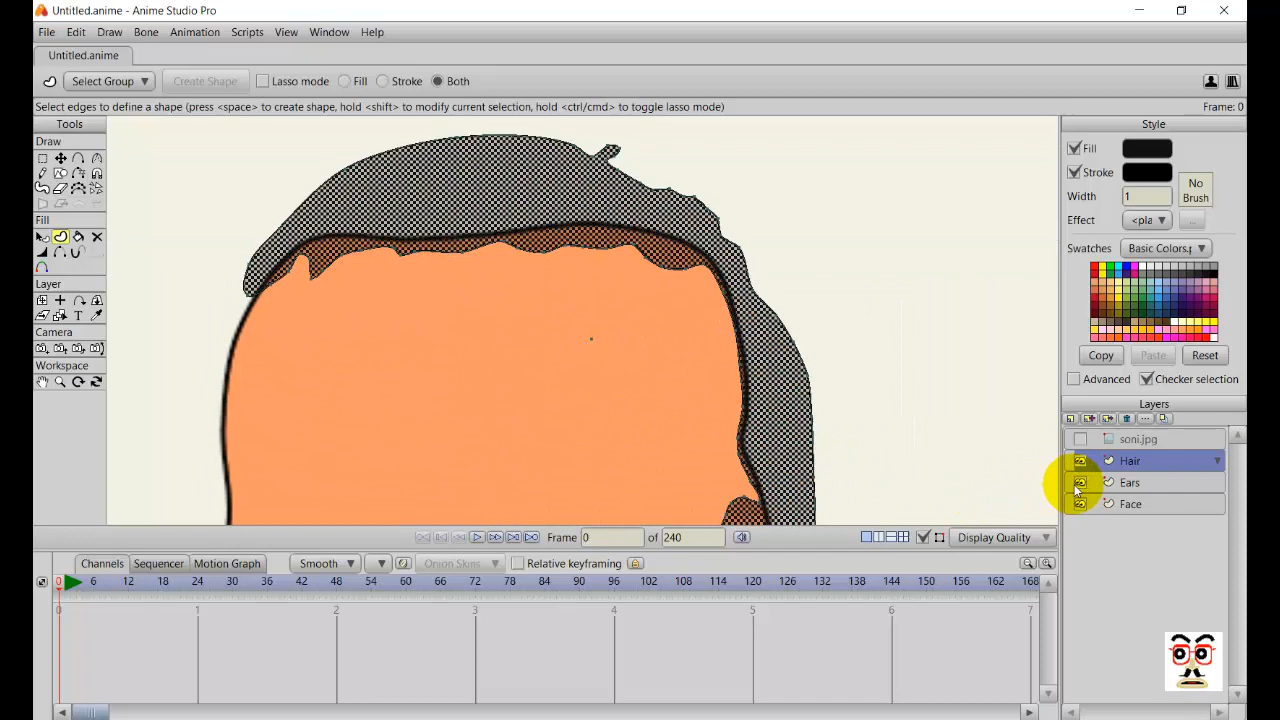 Untitled.anime - Anime Studio Pro
File Edit Draw Bone Animation Scripts View Window Help
Untitled.anime
Select Group Create Shape Lasso mode Fill Stroke Both
Select edges to define a shape (press <space> to create shape, hold <shift> to modify current selection, hold <ctrl/cmd> to toggle lasso mode) Frame: 0
Tools
Draw
Fill
Layer
Camera
Workspace
Style
Fill
Stroke
Width 1 No Brush
Effect <pla ...
Swatches Basic Colors.p
Copy Paste Reset
Advanced Checker selection
Layers
soni.jpg
Hair
Ears
Face
Frame 0 of 240 Display Quality
Channels Sequencer Motion Graph Smooth Onion Skins Relative keyframing
0 6 12 18 24 30 36 42 48 54 60 66 72 78 84 90 96 102 108 114 120 126 132 138 144 150 156 162 168
0 1 2 3 4 5 6 7